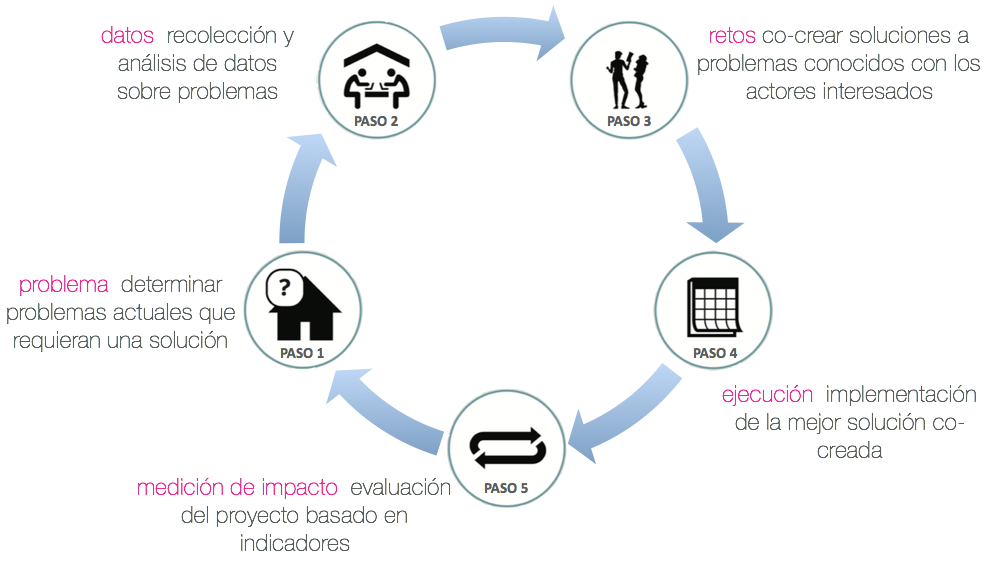 problema determinar
problemas actuales que
requieran una solución
?
PASO 1
datos recolección y
análisis de datos
sobre problemas
PASO 2
retos co-crear soluciones a
problemas conocidos con los
actores interesados
PASO 3
ejecución implementación
de la mejor solución co-
creada
PASO 4
medición de impacto evaluación
del proyecto basado en
indicadores
PASO 5